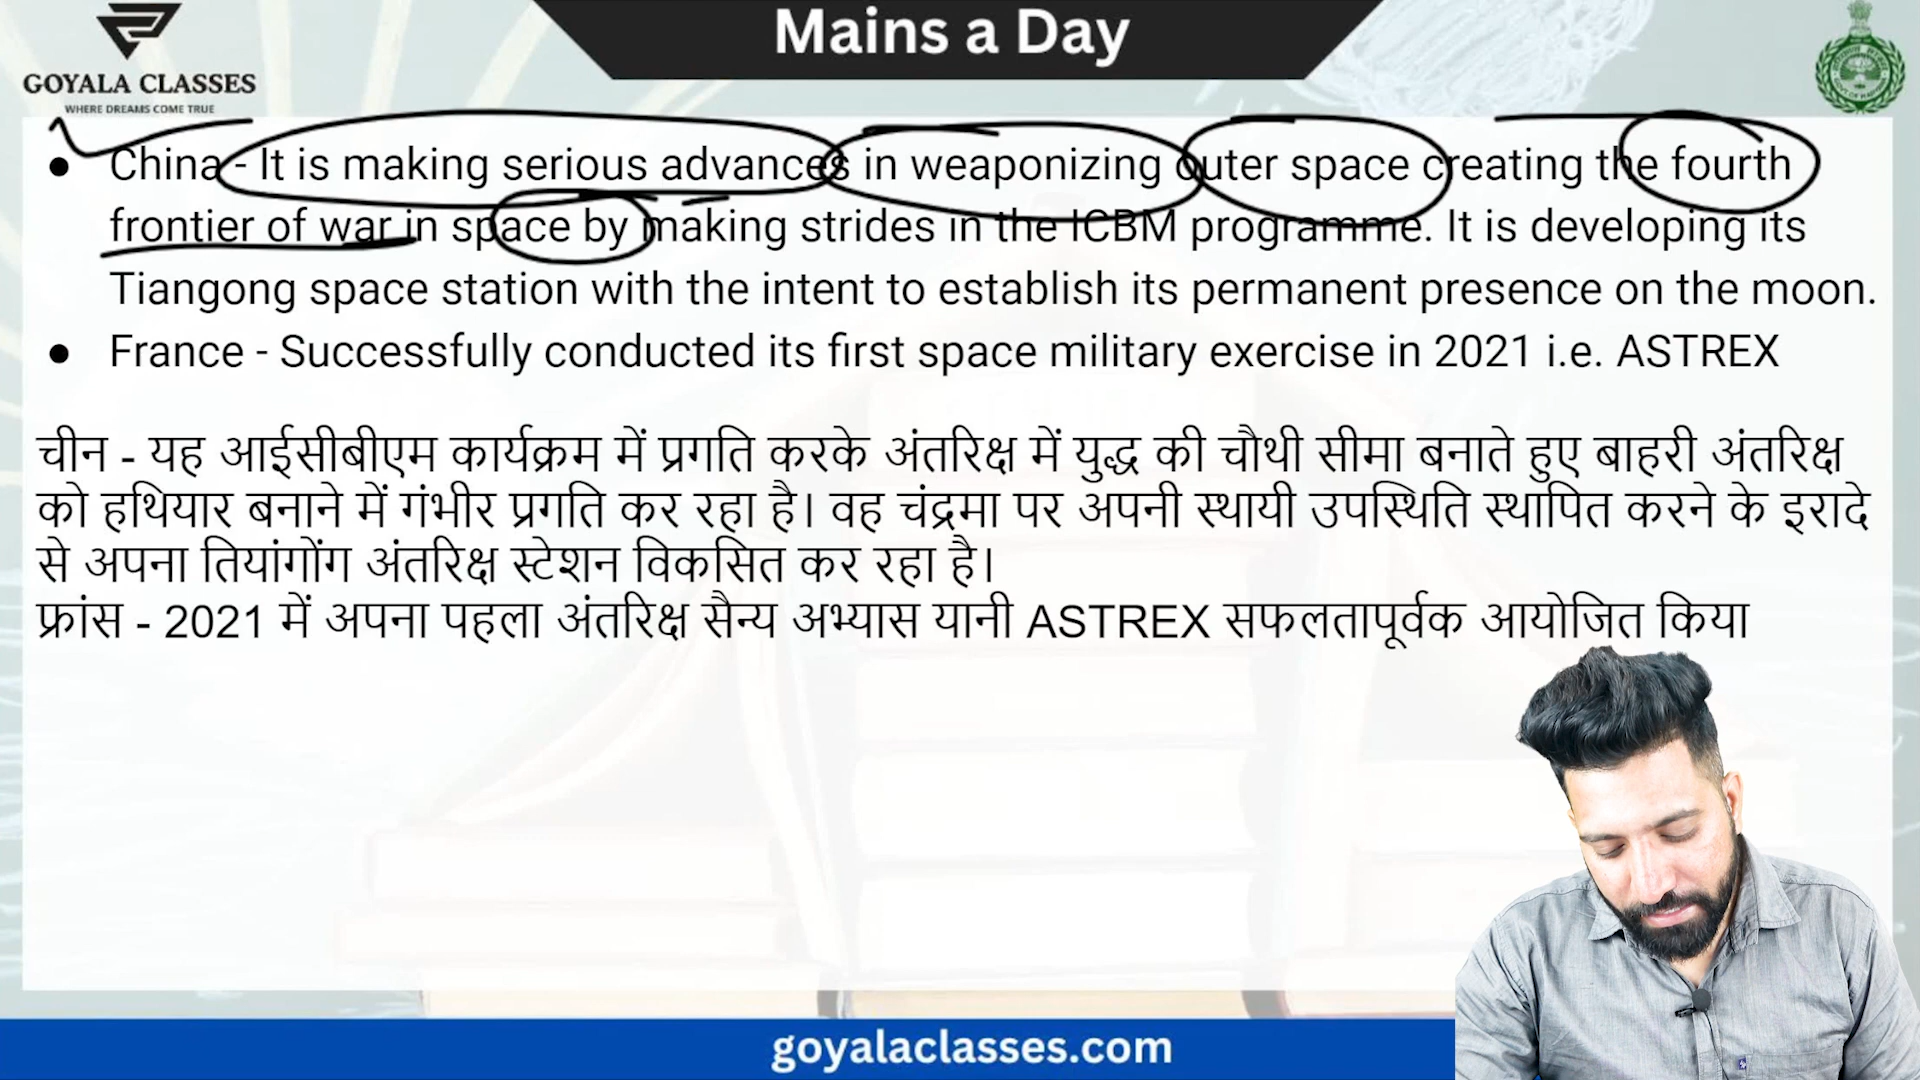 Mains a Day
GOYALA CLASSES
WHERE DREAMS COME TRUE
● China - It is making serious advances in weaponizing outer space creating the fourth
frontier of war in space by making strides in the ICBM programme. It is developing its
Tiangong space station with the intent to establish its permanent presence on the moon.
● France - Successfully conducted its first space military exercise in 2021 i.e. ASTREX
चीन - यह आईसीबीएम कार्यक्रम में प्रगति करके अंतरिक्ष में युद्ध की चौथी सीमा बनाते हुए बाहरी अंतरिक्ष
को हथियार बनाने में गंभीर प्रगति कर रहा है। वह चंद्रमा पर अपनी स्थायी उपस्थिति स्थापित करने के इरादे
से अपना तियांगोंग अंतरिक्ष स्टेशन विकसित कर रहा है।
फ्रांस - 2021 में अपना पहला अंतरिक्ष सैन्य अभ्यास यानी ASTREX सफलतापूर्वक आयोजित किया
goyalaclasses.com